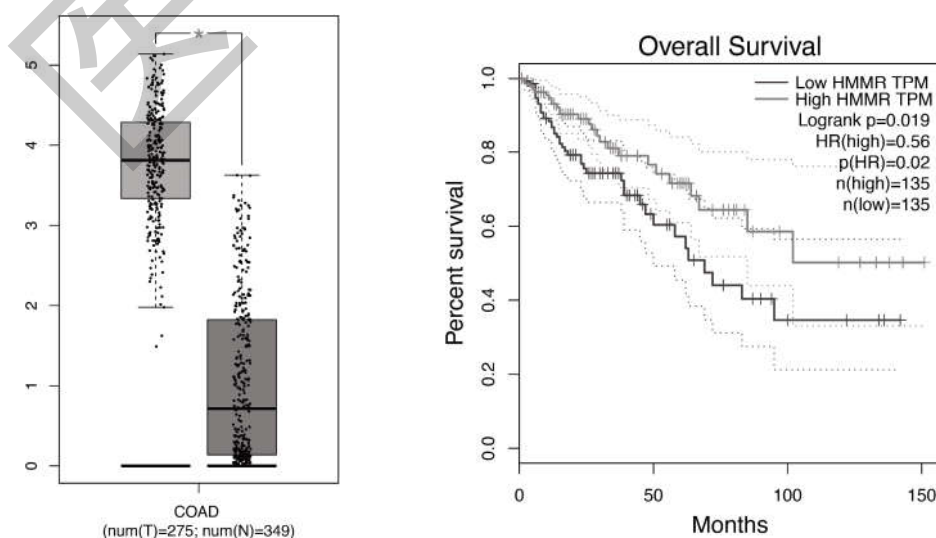 *
5
4
3
2
1
0
COAD
(num(T)=275; num(N)=349)
Overall Survival
Low HMMR TPM
High HMMR TPM
Logrank p=0.019
HR(high)=0.56
p(HR)=0.02
n(high)=135
n(low)=135
Percent survival
1.0
0.8
0.6
0.4
0.2
0.0
0 50 100 150
Months